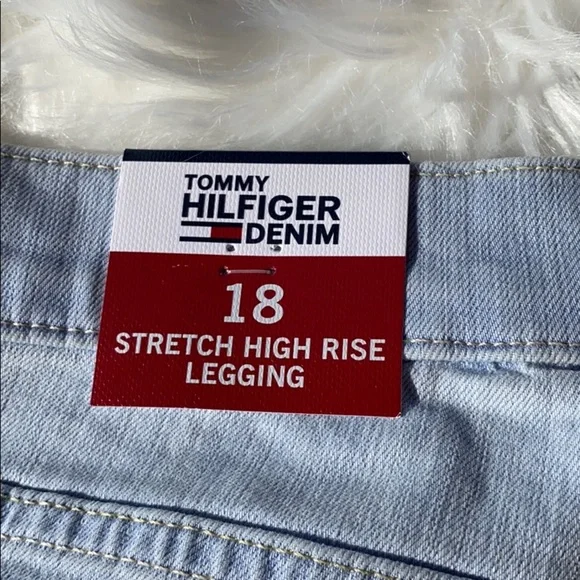 TOMMY
HILFIGER
DENIM
18
STRETCH HIGH RISE
LEGGING